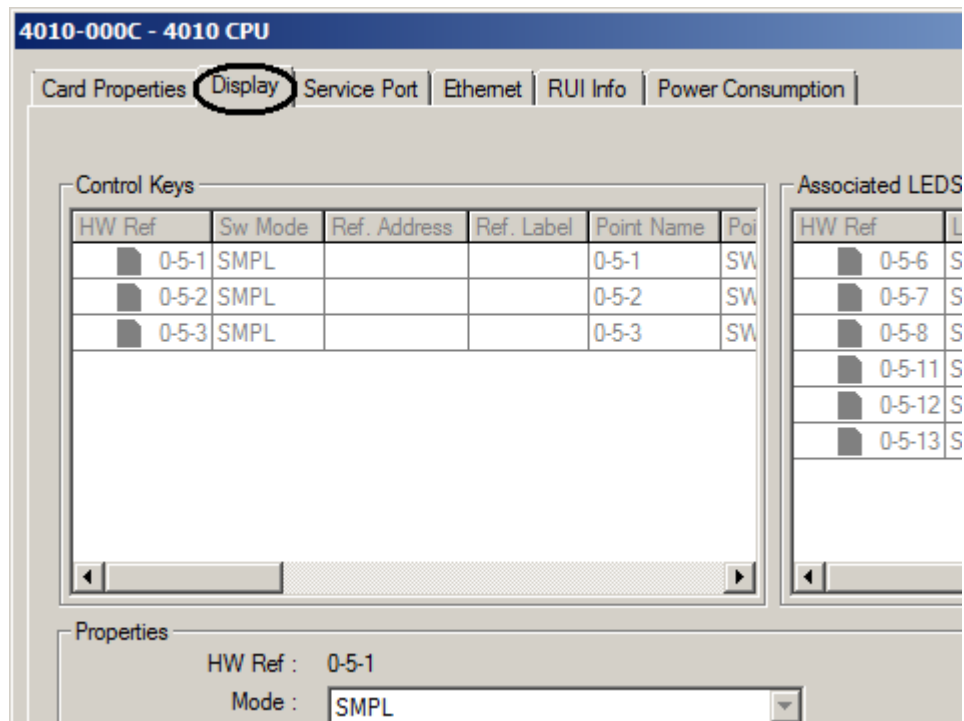 4010-000C - 4010 CPU
Card Properties Display Service Port Ethernet RUI Info Power Consumption
Control Keys Associated LEDS
HW Ref Sw Mode Ref. Address Ref. Label Point Name Poi HW Ref L
0-5-1 SMPL 0-5-1 SW 0-5-6 S
0-5-2 SMPL 0-5-2 SW 0-5-7 S
0-5-3 SMPL 0-5-3 SW 0-5-8 S
0-5-11 S
0-5-12 S
0-5-13 S
Properties
HW Ref : 0-5-1
Mode : SMPL